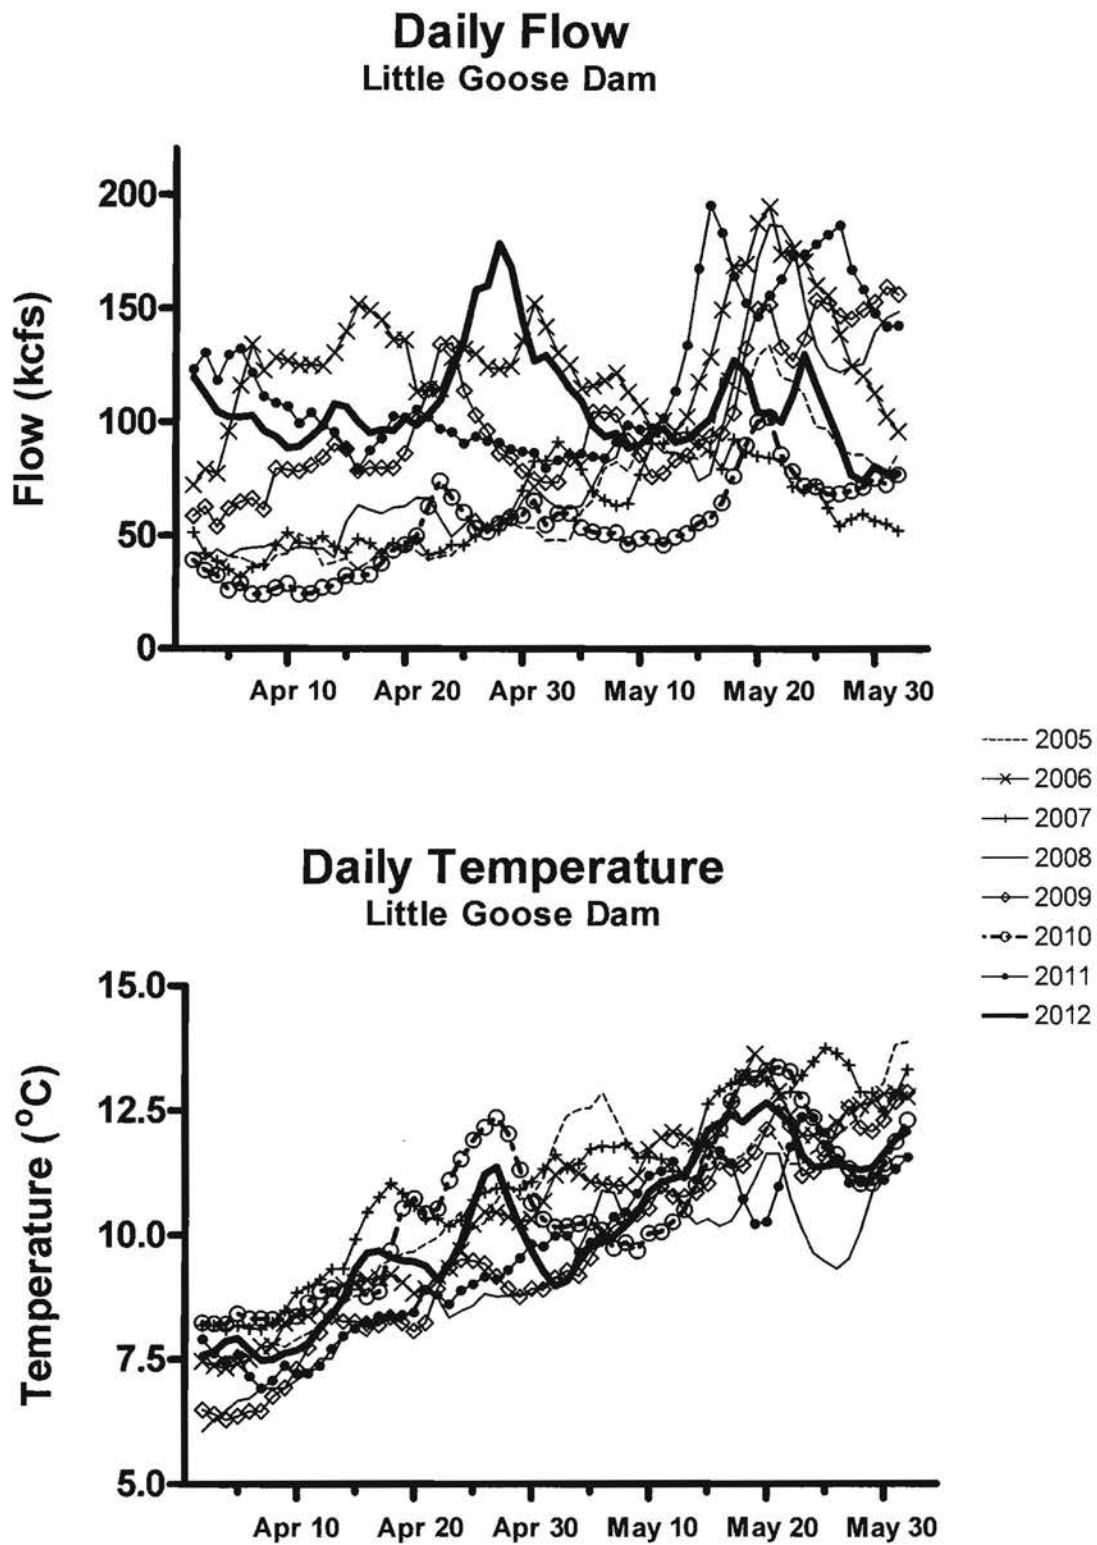 Daily Flow
Little Goose Dam
Flow (kcfs)
200
150
100
50
0
Apr 10 Apr 20 Apr 30 May 10 May 20 May 30
2005
2006
2007
2008
2009
2010
2011
2012
Daily Temperature
Little Goose Dam
Temperature (°C)
15.0
12.5
10.0
7.5
5.0
Apr 10 Apr 20 Apr 30 May 10 May 20 May 30